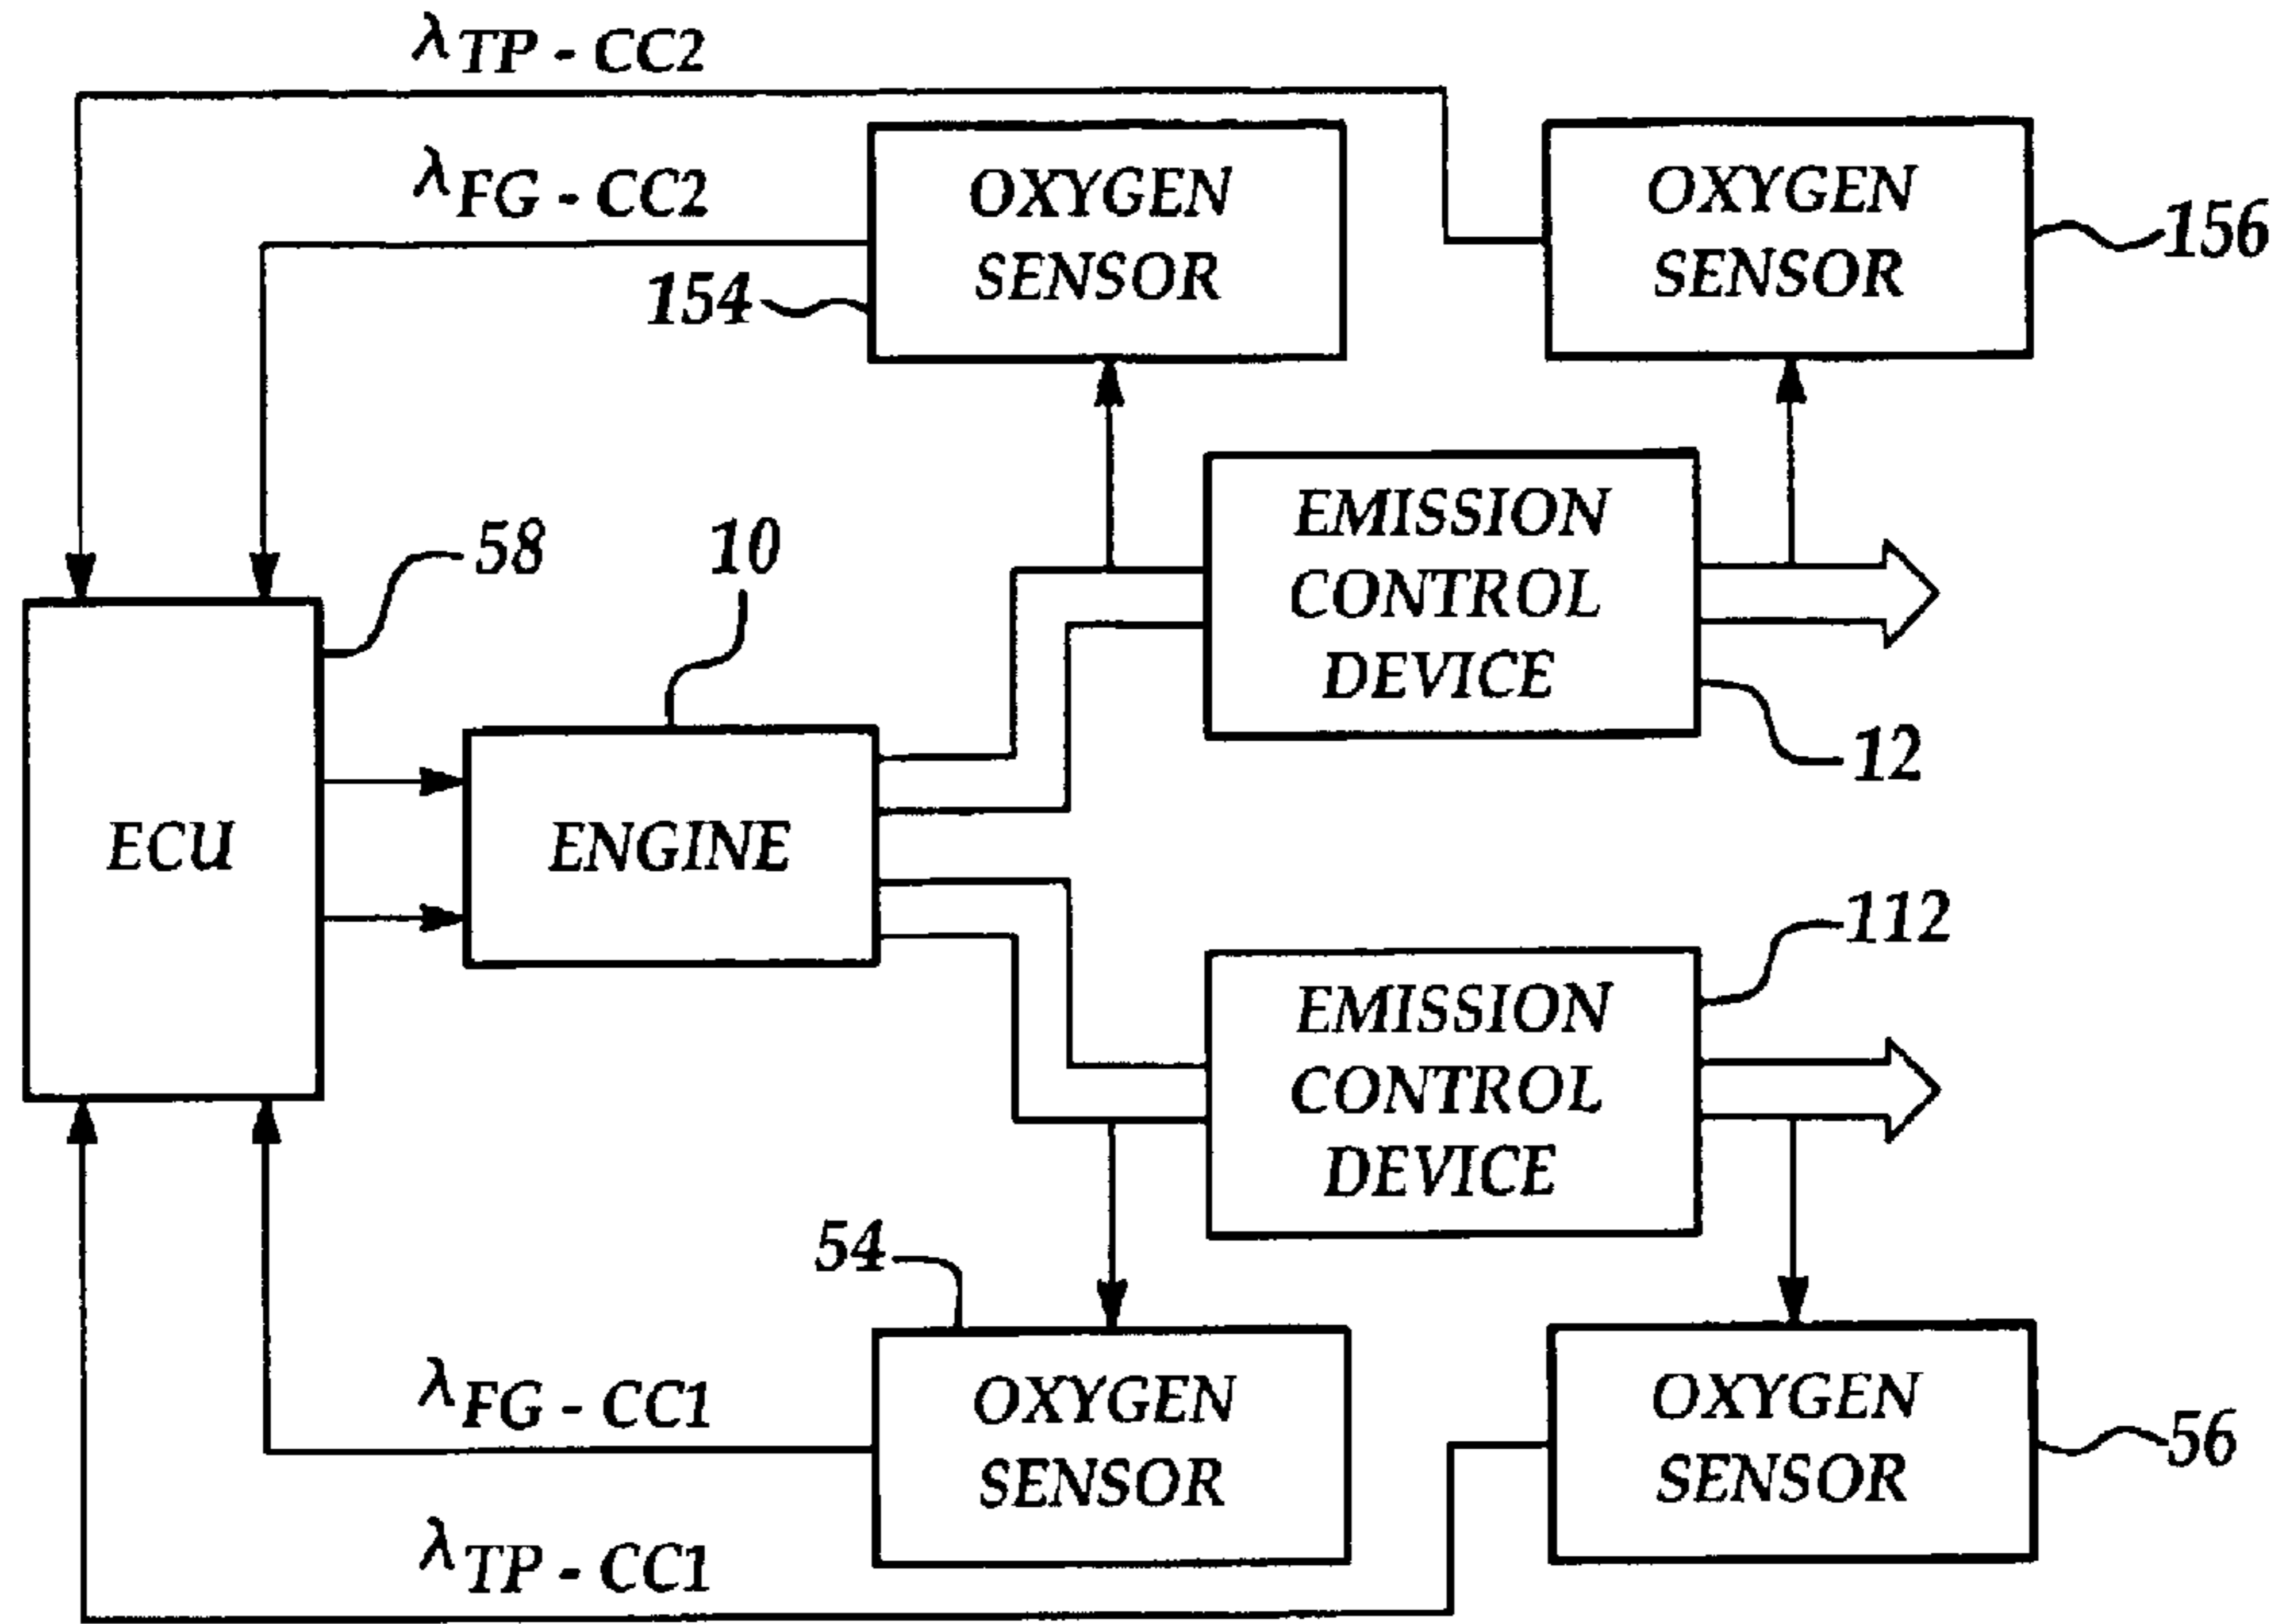 λTP - CC2
λFG - CC2
OXYGEN
SENSOR
154
OXYGEN
SENSOR
156
58
10
EMISSION
CONTROL
DEVICE
12
ECU
ENGINE
112
EMISSION
CONTROL
DEVICE
54
λFG - CC1
OXYGEN
SENSOR
OXYGEN
SENSOR
56
λTP - CC1